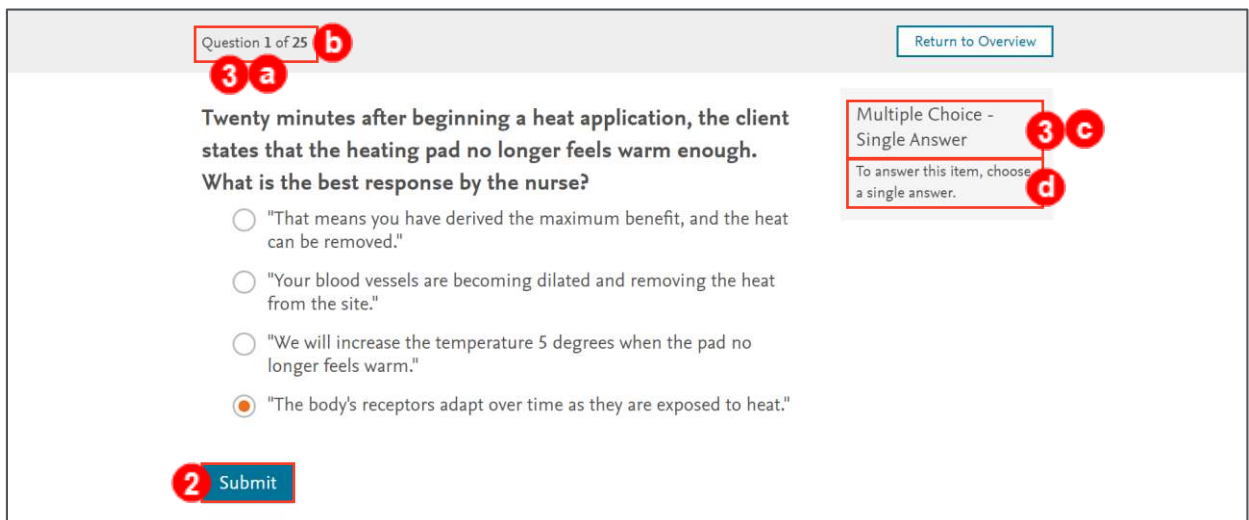 Question 1 of 25 b
3 a
Return to Overview
Twenty minutes after beginning a heat application, the client
states that the heating pad no longer feels warm enough.
What is the best response by the nurse?
"That means you have derived the maximum benefit, and the heat
can be removed."
"Your blood vessels are becoming dilated and removing the heat
from the site."
"We will increase the temperature 5 degrees when the pad no
longer feels warm."
"The body's receptors adapt over time as they are exposed to heat."
2 Submit
Multiple Choice -
Single Answer
3 c
To answer this item, choose
a single answer.
d